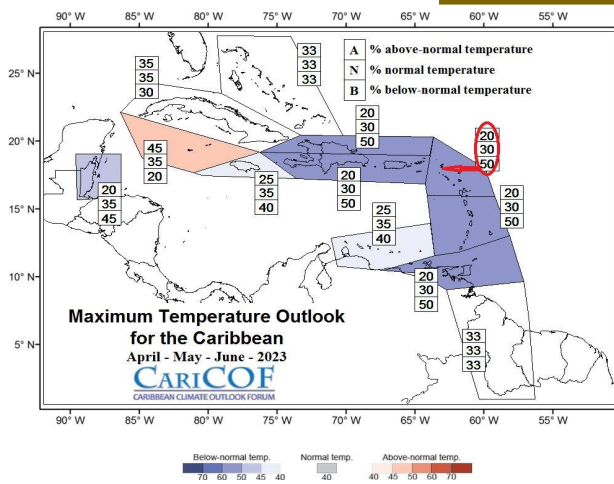 90° W 85° W 80° W 75° W 70° W 65° W 60° W 55° W
25° N
20° N
15° N
10° N
5° N
A % above-normal temperature
N % normal temperature
B % below-normal temperature
35
35
30
33
33
33
20
30
50
20
30
50
45
35
20
20
35
45
25
35
40
20
30
50
20
30
50
25
35
40
20
30
50
33
33
33
Maximum Temperature Outlook
for the Caribbean
April - May - June - 2023
CARICOF
CARIBBEAN CLIMATE OUTLOOK FORUM
90° W 85° W 80° W 75° W 70° W 65° W 60° W 55° W
Below-normal temp. Normal temp. Above-normal temp.
70 60 50 45 40 40 40 45 50 60 70